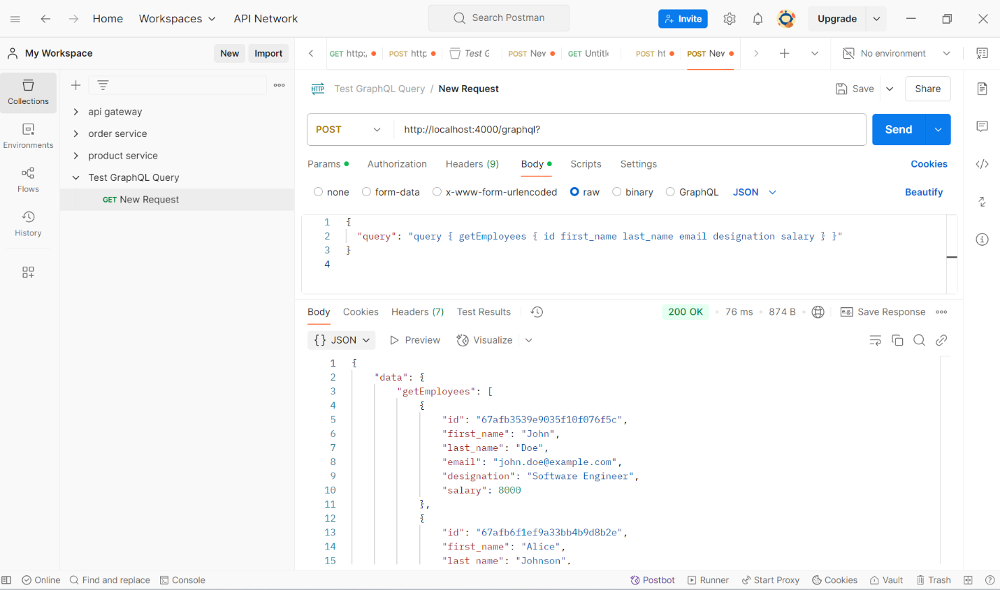 Home Workspaces API Network Search Postman Invite Upgrade
My Workspace New Import GET http:, POST http Test G POST Nev GET Untitle POST ht POST Nev No environment
Collections
Environments
Flows
History
api gateway
order service
product service
Test GraphQL Query
GET New Request
HTTP Test GraphQL Query / New Request Save Share
POST http://localhost:4000/graphql? Send
Params Authorization Headers (9) Body Scripts Settings Cookies
none form-data x-www-form-urlencoded raw binary GraphQL JSON Beautify
1 {
2 "query": "query { getEmployees { id first_name last_name email designation salary } }"
3 }
4
Body Cookies Headers (7) Test Results 200 OK 76 ms 874 B e.g. Save Response
{} JSON Preview Visualize
1 {
2 "data": {
3 "getEmployees": [
4 {
5 "id": "67afb3539e9035f10f076f5c",
6 "first_name": "John",
7 "last_name": "Doe",
8 "email": "john.doe@example.com",
9 "designation": "Software Engineer",
10 "salary": 8000
11 },
12 {
13 "id": "67afb6f1ef9a33bb4b9d8b2e",
14 "first_name": "Alice",
15 "last_name": "Johnson",
Online Find and replace Console Postbot Runner Start Proxy Cookies Vault Trash